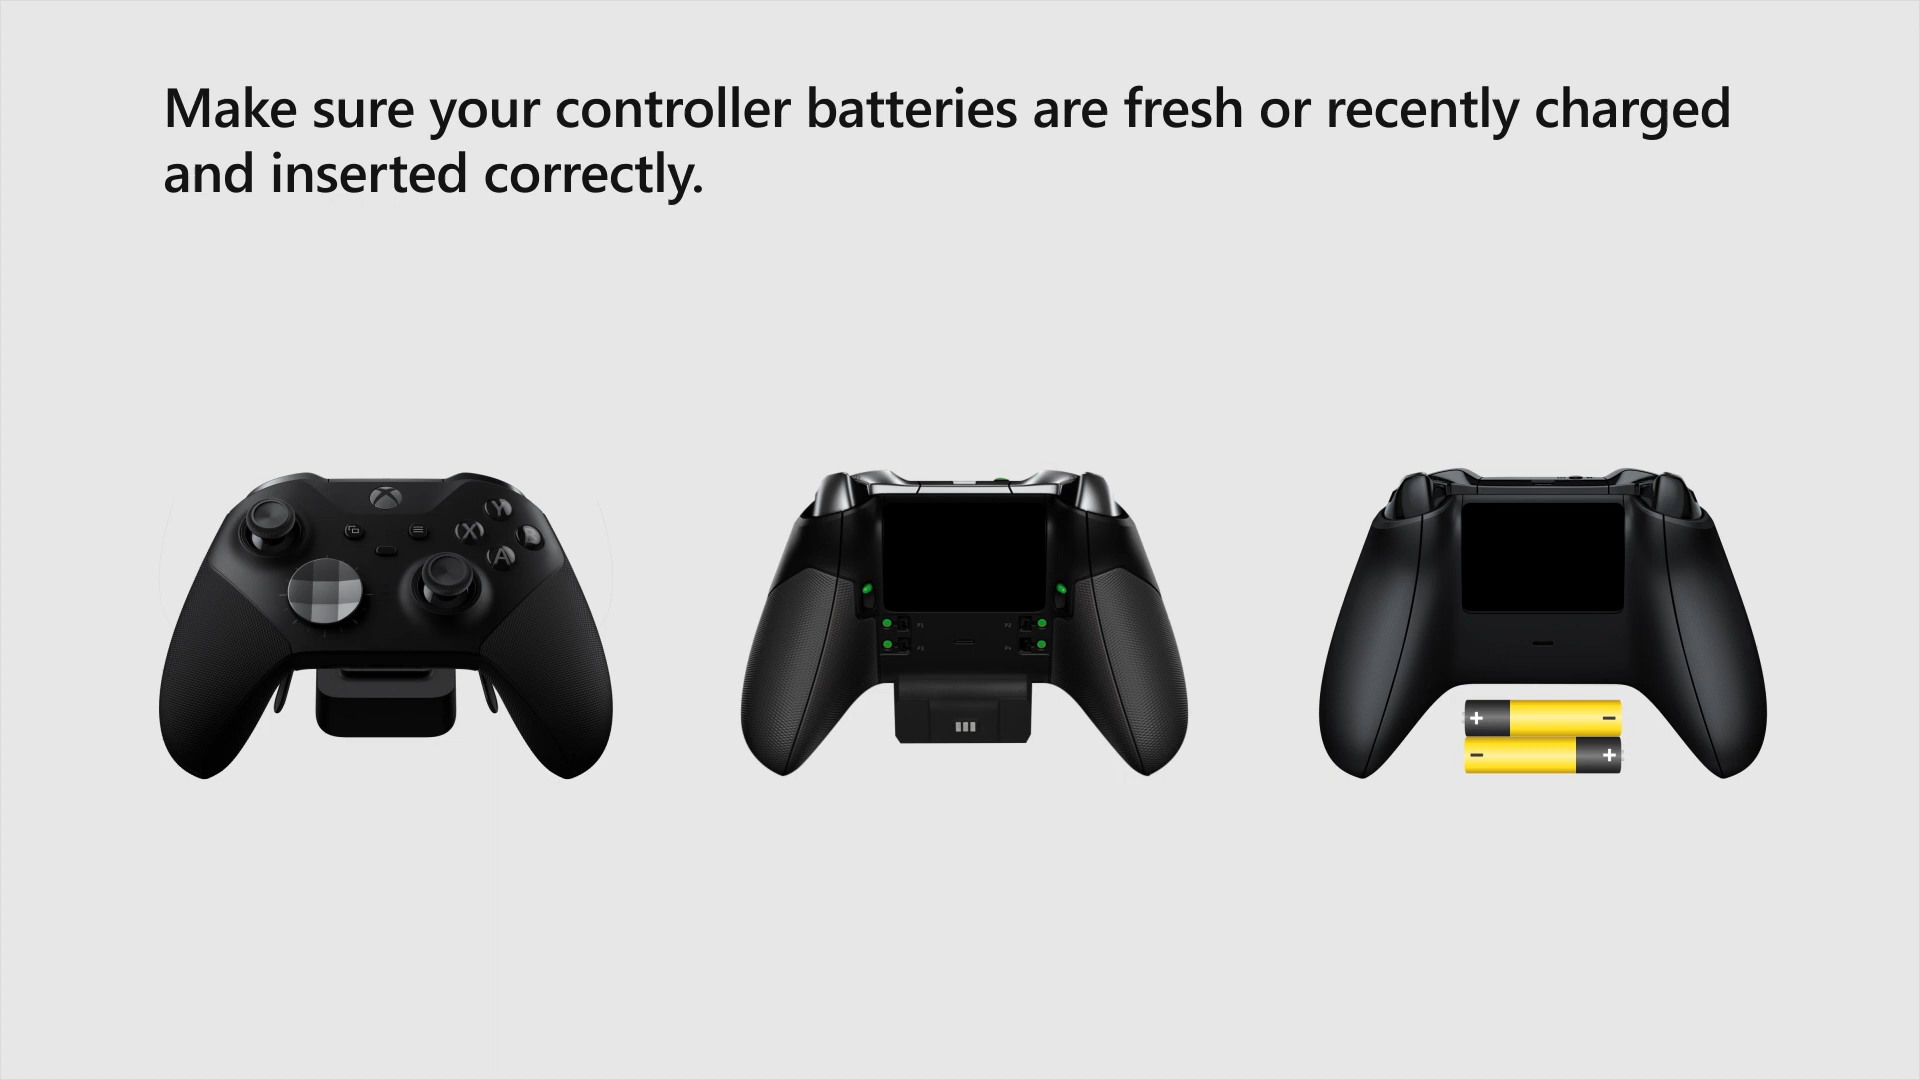 Make sure your controller batteries are fresh or recently charged
and inserted correctly.
Y
X
A
+ −
− +